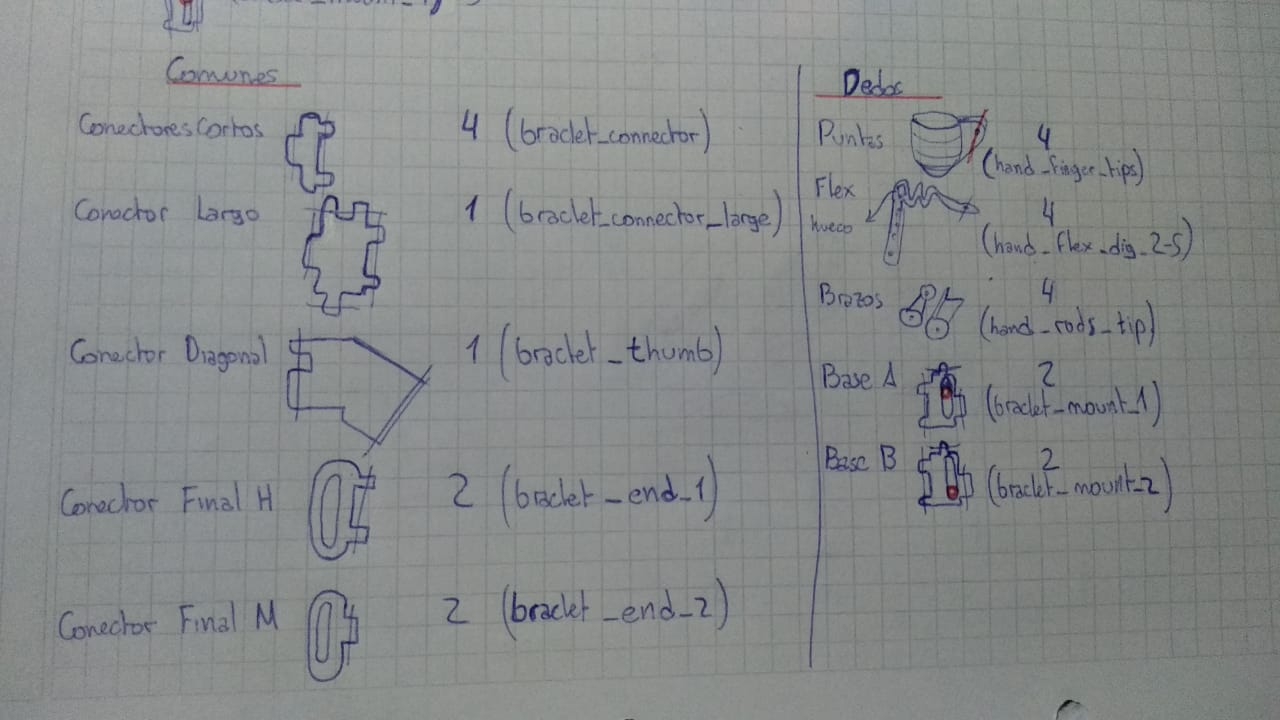 Comunes
Conectores Cortos 4 (braclet_connector)
Conector Largo 1 (braclet_connector_large)
Conector Diagonal 1 (braclet_thumb)
Conector Final H 2 (braclet_end_1)
Conector Final M 2 (braclet_end_2)
Dedos
Puntas 4
(hand_finger_tips)
Flex
hueco 4
(hand_flex_dig_2-5)
Brazos 4
(hand_rods_tip)
Base A 2
(braclet_mount_1)
Base B 2
(braclet_mount_2)